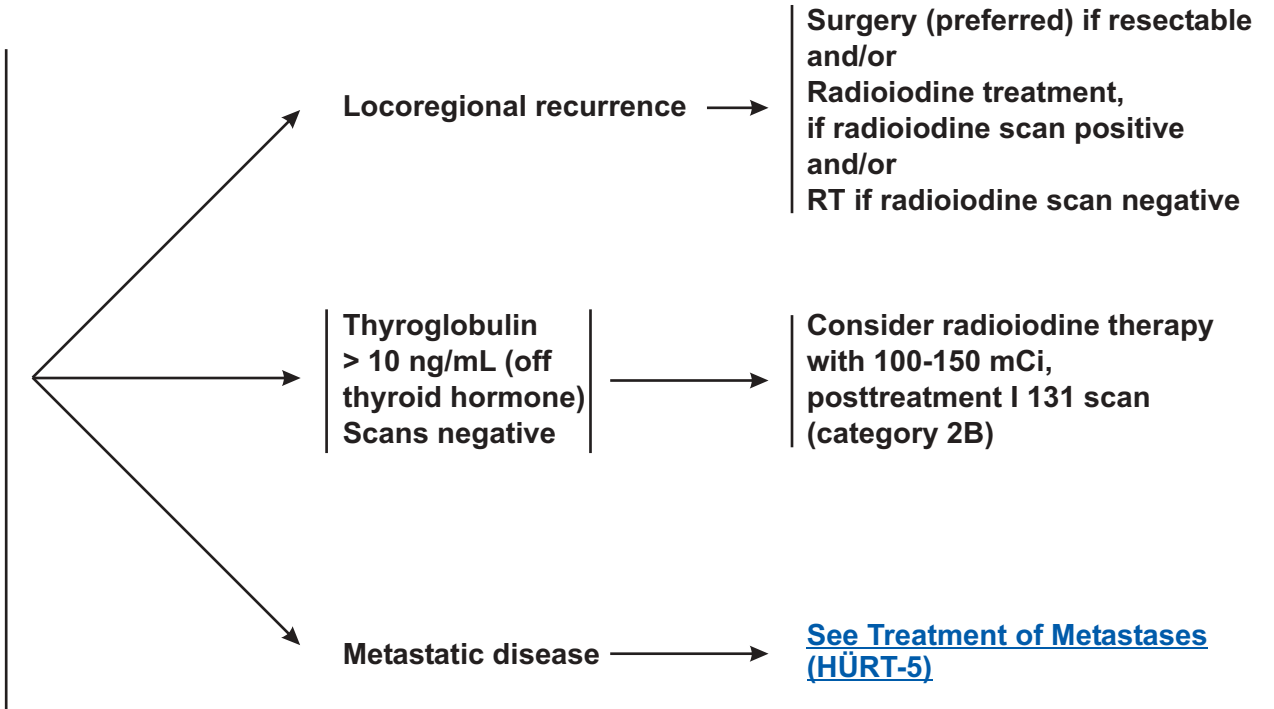 Locoregional recurrence
Surgery (preferred) if resectable
and/or
Radioiodine treatment,
if radioiodine scan positive
and/or
RT if radioiodine scan negative
Thyroglobulin
> 10 ng/mL (off
thyroid hormone)
Scans negative
Consider radioiodine therapy
with 100-150 mCi,
posttreatment I 131 scan
(category 2B)
Metastatic disease
See Treatment of Metastases
(HÜRT-5)